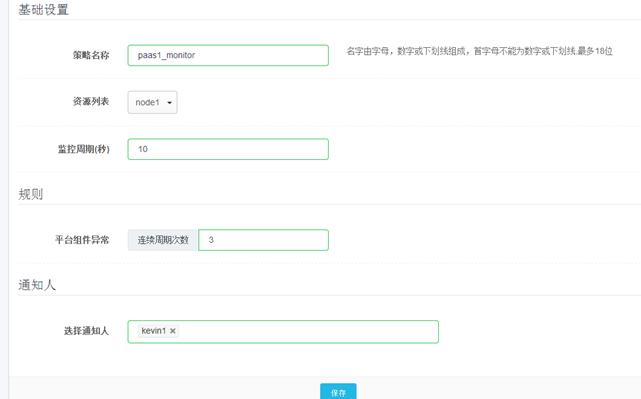 基础设置
策略名称 paas1_monitor 名字由字母，数字或下划线组成，首字母不能为数字或下划线.最多18位
资源列表 node1
监控周期(秒) 10
规则
平台组件异常 连续周期次数 3
通知人
选择通知人 kevin1 ×
保存